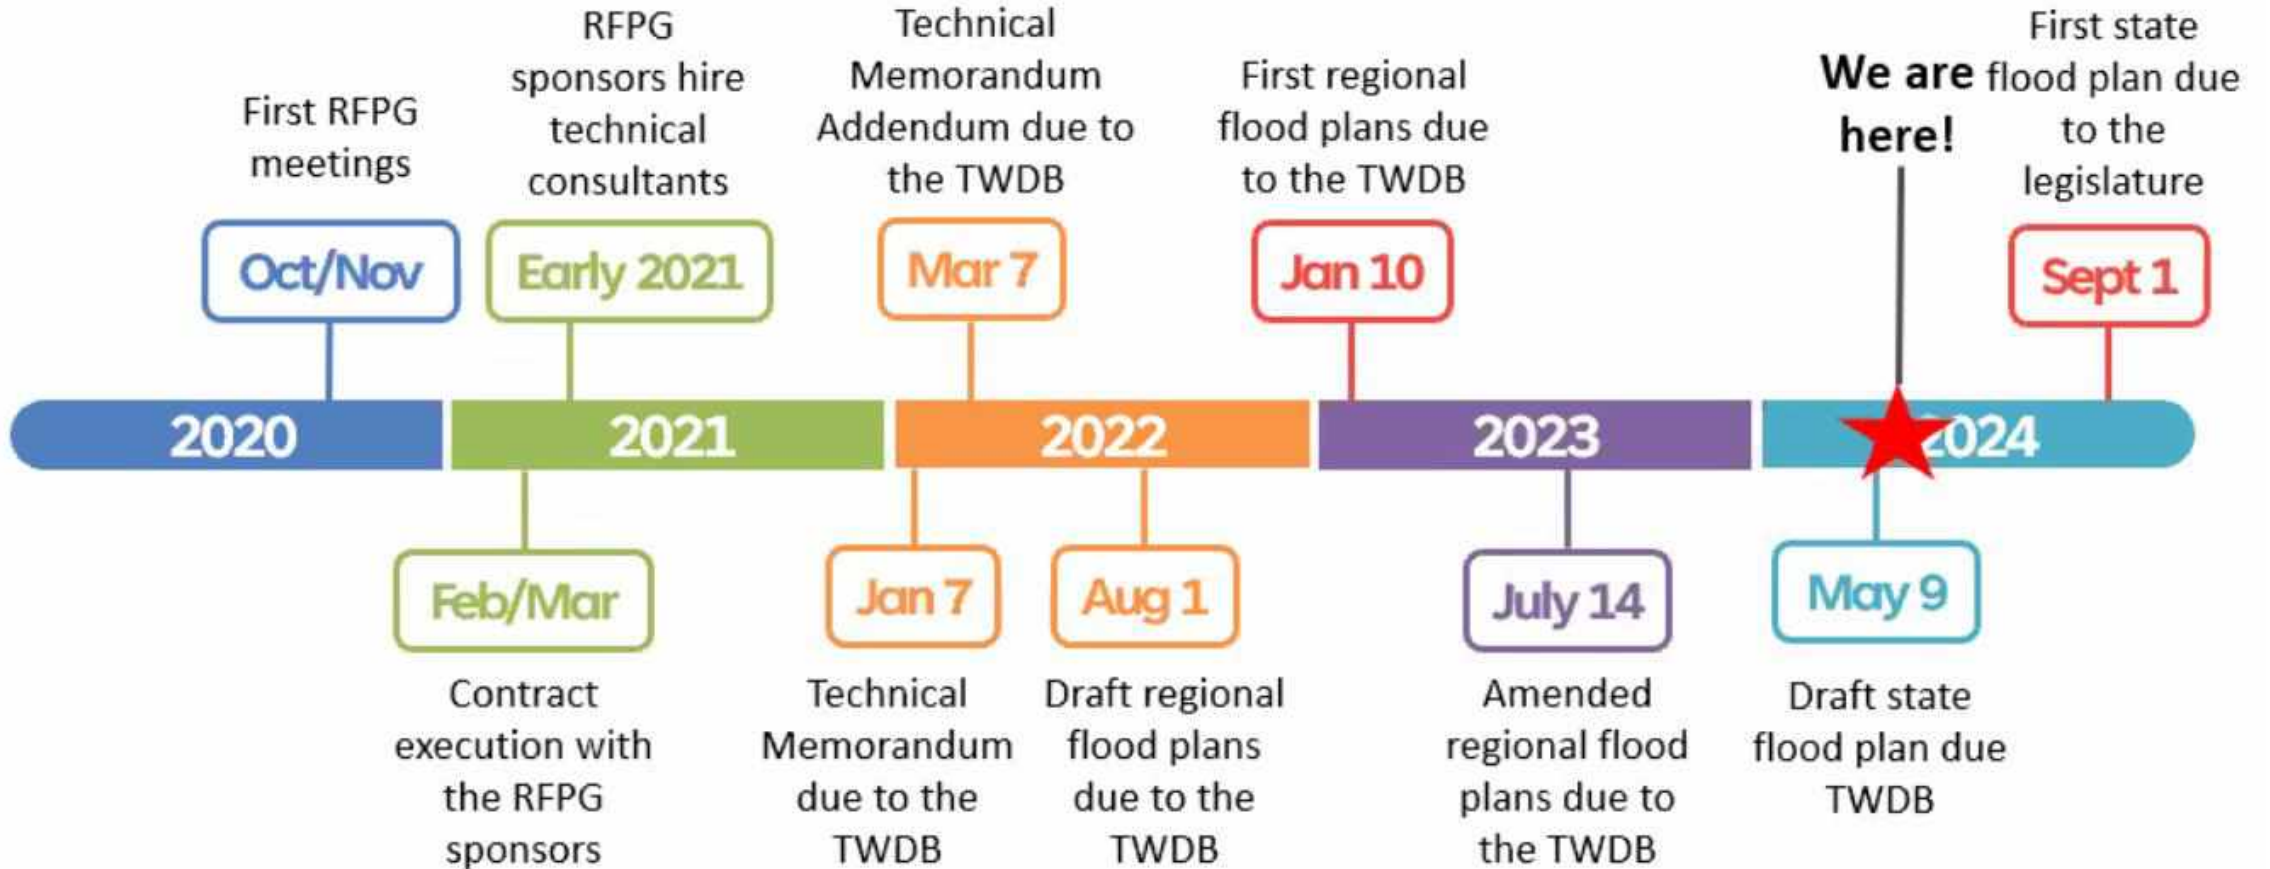 First RFPG
meetings
Oct/Nov
RFPG
sponsors hire
technical
consultants
Early 2021
Technical
Memorandum
Addendum due to
the TWDB
Mar 7
First regional
flood plans due
to the TWDB
Jan 10
We are
here!
First state
flood plan due
to the
legislature
Sept 1
2020
2021
2022
2023
2024
Feb/Mar
Contract
execution with
the RFPG
sponsors
Jan 7
Technical
Memorandum
due to the
TWDB
Aug 1
Draft regional
flood plans
due to the
TWDB
July 14
Amended
regional flood
plans due to
the TWDB
May 9
Draft state
flood plan due
TWDB